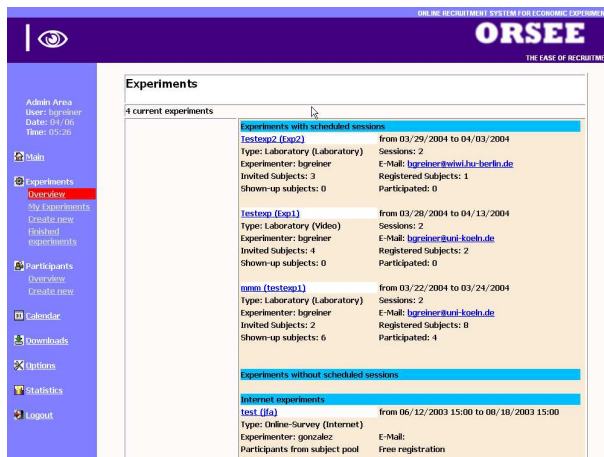 ONLINE RECRUITMENT SYSTEM FOR ECONOMIC EXPERIMEN
ORSEE
THE EASE OF RECRUITME
Admin Area
User: bgreiner
Date: 04/06
Time: 05:26
Main
Experiments
Overview
My Experiments
Create new
Finished
experiments
Participants
Overview
Create new
Calendar
Downloads
Options
Statistics
Logout
Experiments
4 current experiments
Experiments with scheduled sessions
Testexp2 (Exp2) from 03/29/2004 to 04/03/2004
Type: Laboratory (Laboratory) Sessions: 2
Experimenter: bgreiner E-Mail: bgreiner@wiwi.hu-berlin.de
Invited Subjects: 3 Registered Subjects: 1
Shown-up subjects: 0 Participated: 0
Testexp (Exp1) from 03/28/2004 to 04/13/2004
Type: Laboratory (Video) Sessions: 2
Experimenter: bgreiner E-Mail: bgreiner@uni-koeln.de
Invited Subjects: 4 Registered Subjects: 2
Shown-up subjects: 0 Participated: 0
mmm (testexp1) from 03/22/2004 to 03/24/2004
Type: Laboratory (Laboratory) Sessions: 2
Experimenter: bgreiner E-Mail: bgreiner@uni-koeln.de
Invited Subjects: 2 Registered Subjects: 8
Shown-up subjects: 6 Participated: 4
Experiments without scheduled sessions
Internet experiments
test (jfa) from 06/12/2003 15:00 to 08/18/2003 15:00
Type: Online-Survey (Internet)
Experimenter: gonzalez E-Mail:
Participants from subject pool Free registration